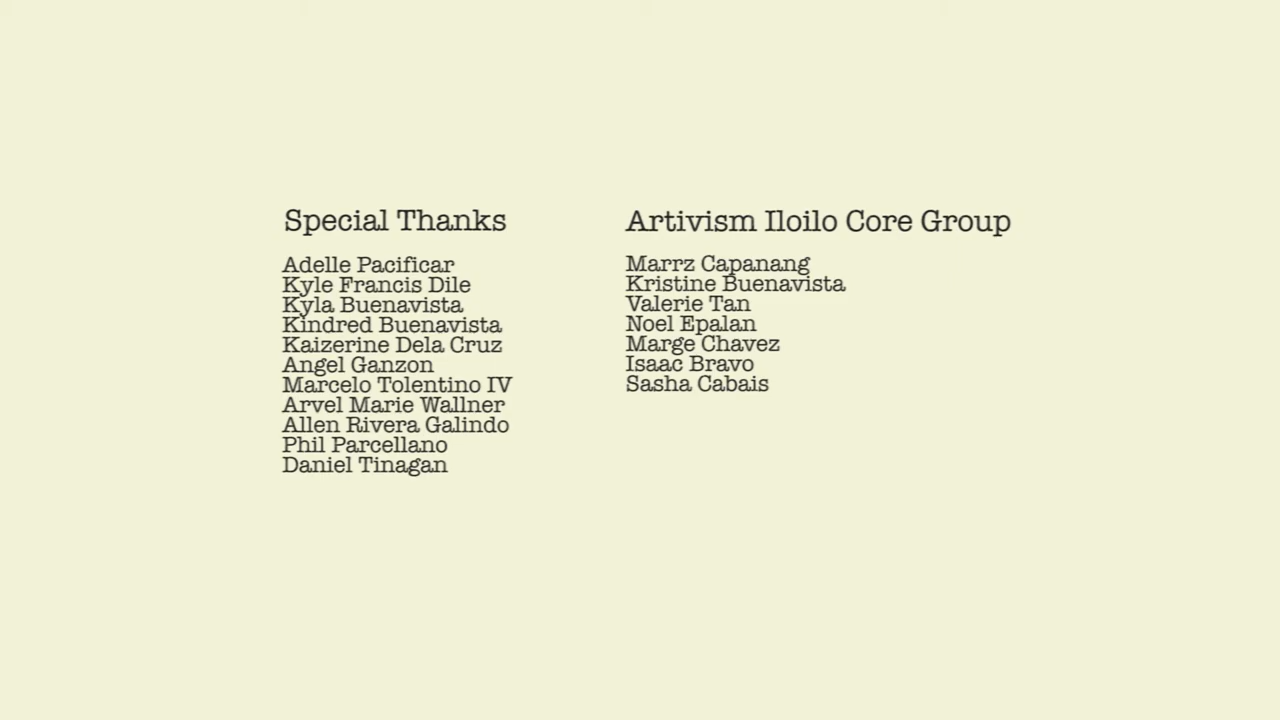 Special Thanks
Adelle Pacificar
Kyle Francis Dile
Kyla Buenavista
Kindred Buenavista
Kaizerine Dela Cruz
Angel Ganzon
Marcelo Tolentino IV
Arvel Marie Wallner
Allen Rivera Galindo
Phil Parcellano
Daniel Tinagan
Artivism Iloilo Core Group
Marrz Capanang
Kristine Buenavista
Valerie Tan
Noel Epalan
Marge Chavez
Isaac Bravo
Sasha Cabais